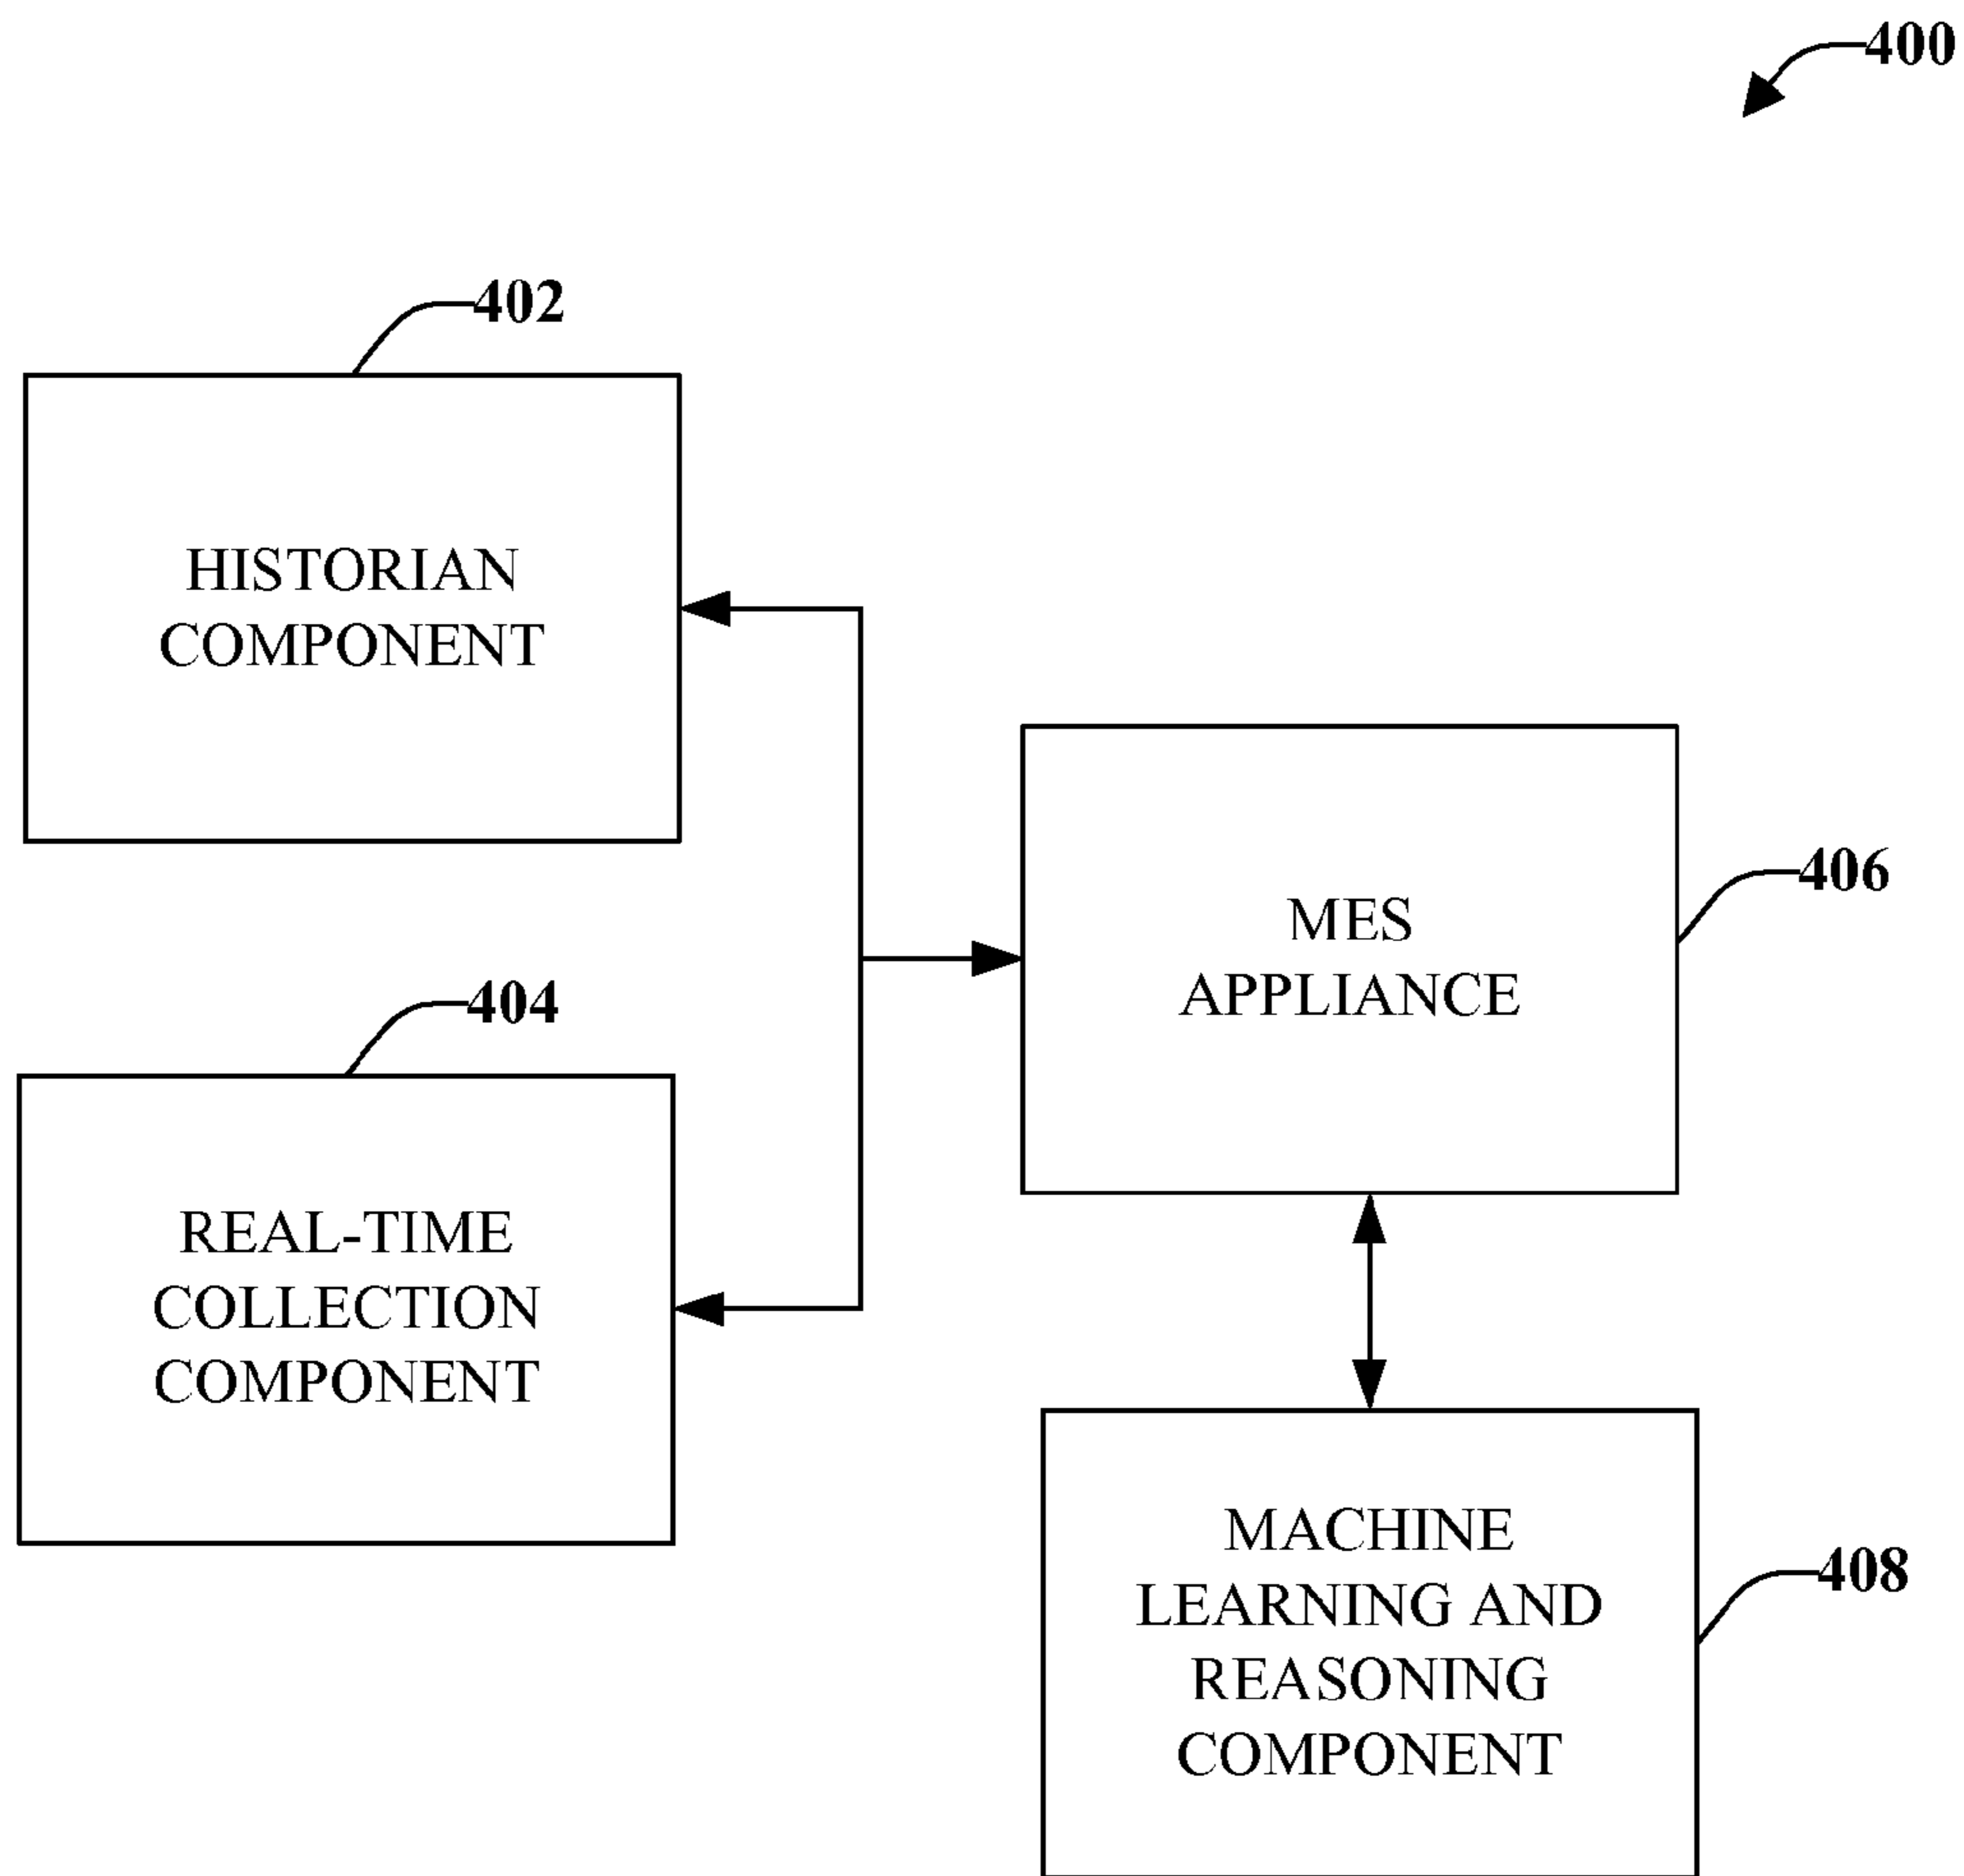 400
402
HISTORIAN
COMPONENT
404
REAL-TIME
COLLECTION
COMPONENT
406
MES
APPLIANCE
408
MACHINE
LEARNING AND
REASONING
COMPONENT